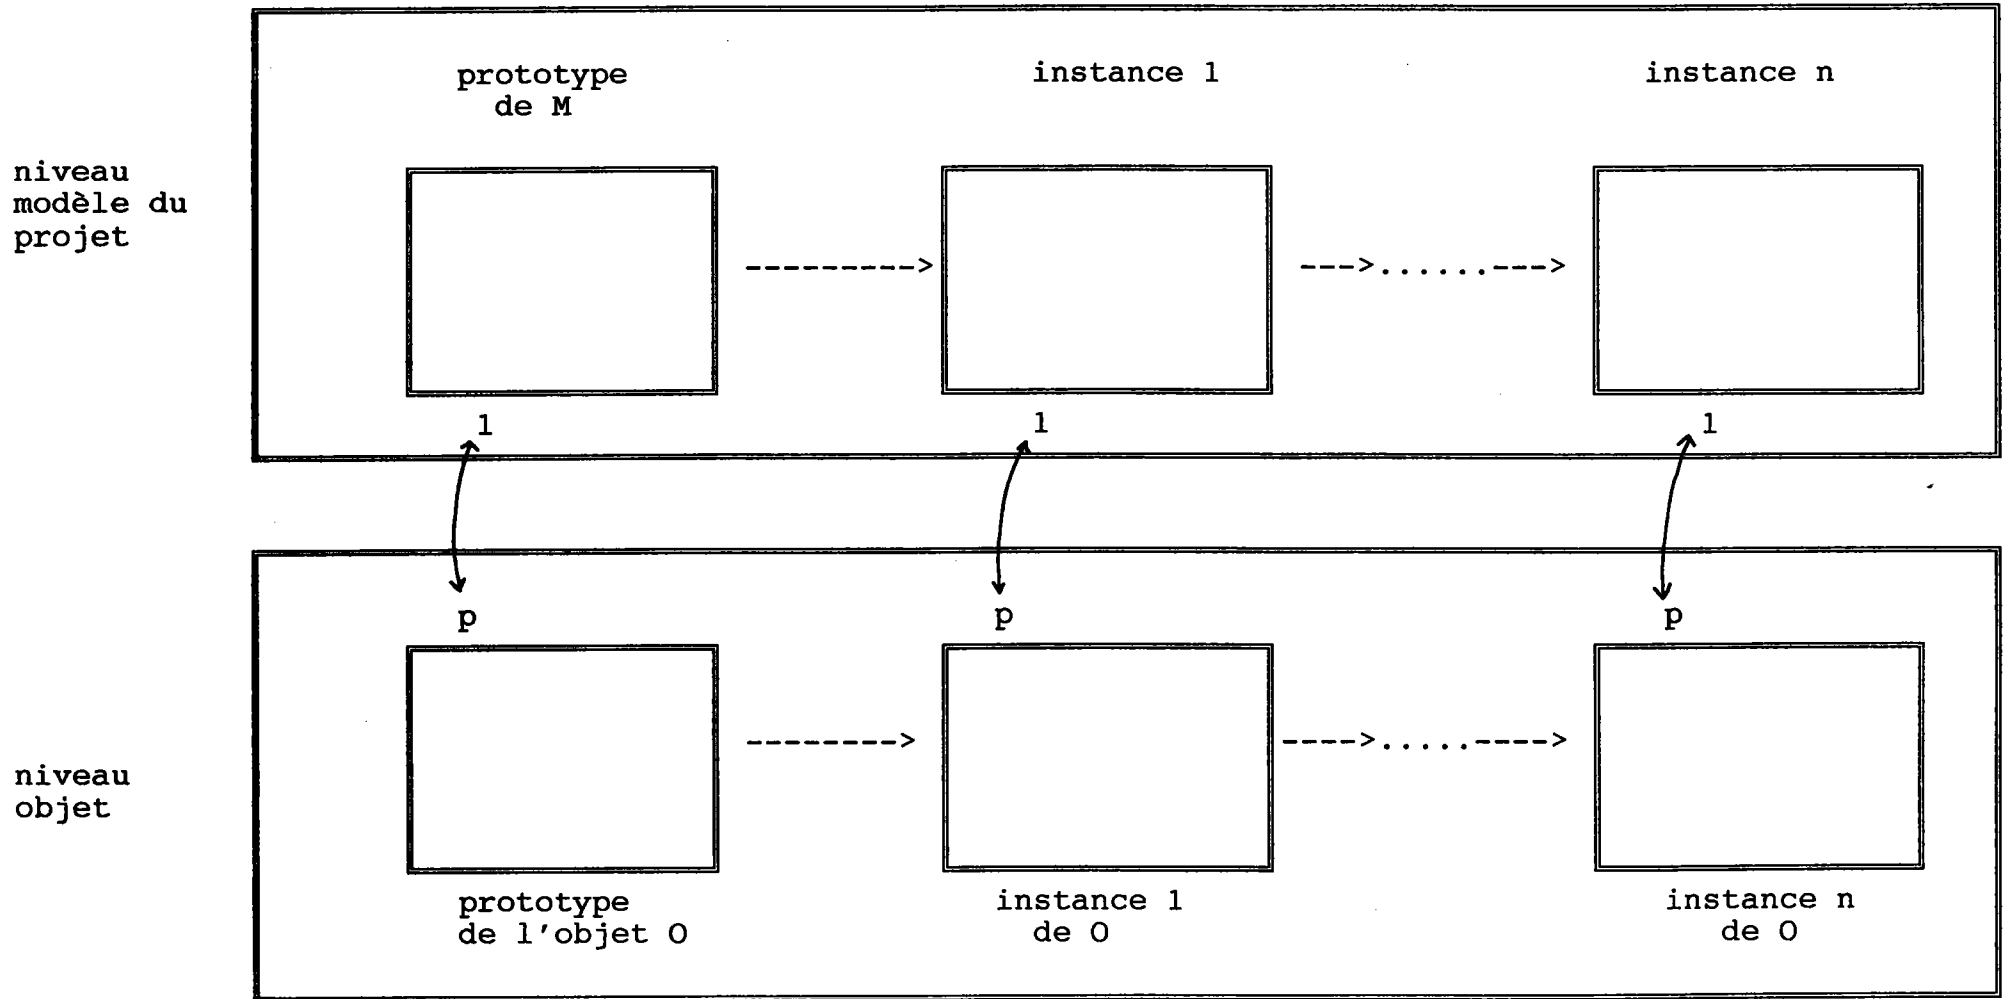 prototype
de M
instance 1
instance n
niveau
modèle du
projet
--------->
--->......--->
1
1
1
p
p
p
niveau
objet
-------->
---->.....---->
prototype
de l'objet O
instance 1
de O
instance n
de O